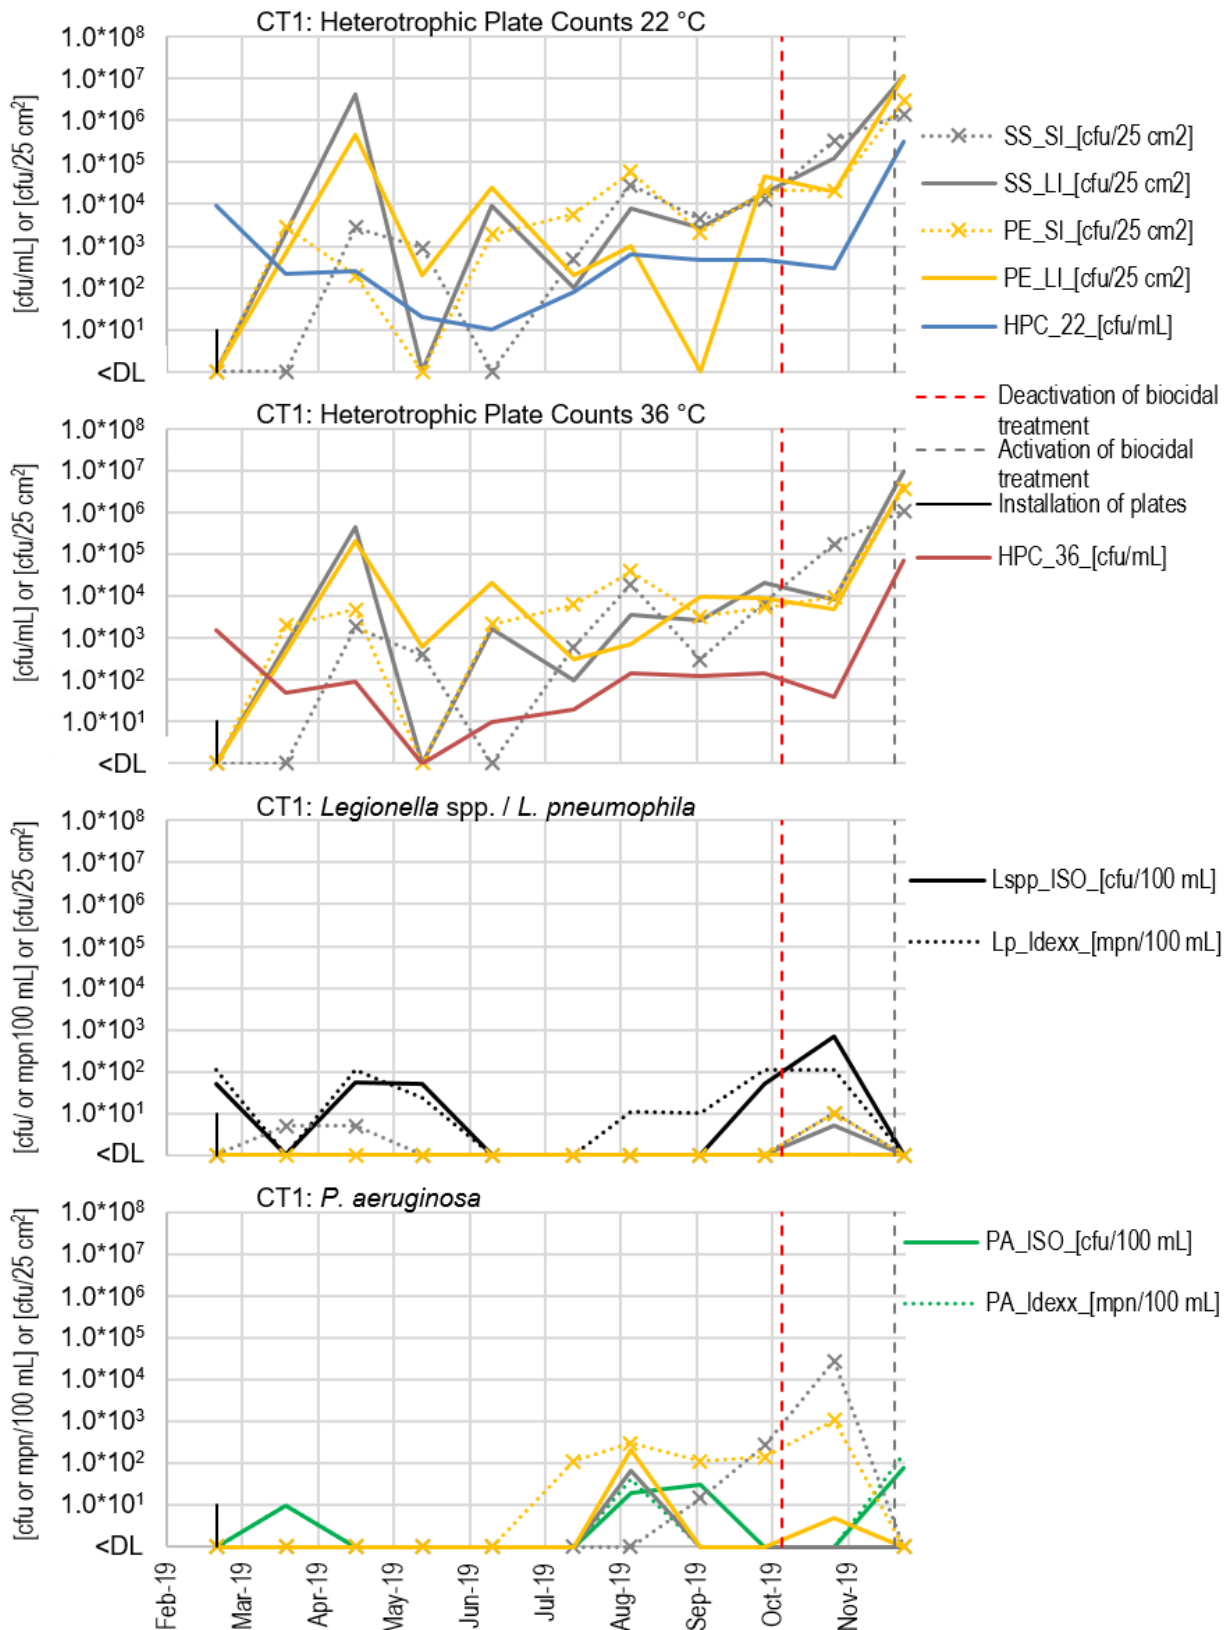 CT1: Heterotrophic Plate Counts 22 °C
[cfu/mL] or [cfu/25 cm²]
1.0*10⁸
1.0*10⁷
1.0*10⁶
1.0*10⁵
1.0*10⁴
1.0*10³
1.0*10²
1.0*10¹
<DL
SS_SI_[cfu/25 cm2]
SS_LI_[cfu/25 cm2]
PE_SI_[cfu/25 cm2]
PE_LI_[cfu/25 cm2]
HPC_22_[cfu/mL]
Deactivation of biocidal
treatment
Activation of biocidal
treatment
Installation of plates
CT1: Heterotrophic Plate Counts 36 °C
[cfu/mL] or [cfu/25 cm²]
1.0*10⁸
1.0*10⁷
1.0*10⁶
1.0*10⁵
1.0*10⁴
1.0*10³
1.0*10²
1.0*10¹
<DL
HPC_36_[cfu/mL]
CT1: Legionella spp. / L. pneumophila
[cfu/ or mpn100 mL] or [cfu/25 cm²]
1.0*10⁸
1.0*10⁷
1.0*10⁶
1.0*10⁵
1.0*10⁴
1.0*10³
1.0*10²
1.0*10¹
<DL
Lspp_ISO_[cfu/100 mL]
Lp_Idexx_[mpn/100 mL]
CT1: P. aeruginosa
[cfu or mpn/100 mL] or [cfu/25 cm²]
1.0*10⁸
1.0*10⁷
1.0*10⁶
1.0*10⁵
1.0*10⁴
1.0*10³
1.0*10²
1.0*10¹
<DL
PA_ISO_[cfu/100 mL]
PA_Idexx_[mpn/100 mL]
Feb-19
Mar-19
Apr-19
May-19
Jun-19
Jul-19
Aug-19
Sep-19
Oct-19
Nov-19